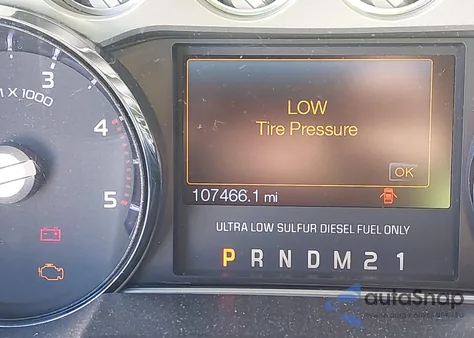 3
M X 1000
4
5
LOW
Tire Pressure
OK
107466.1 mi
ULTRA LOW SULFUR DIESEL FUEL ONLY
P R N D M 2 1
autoSnap